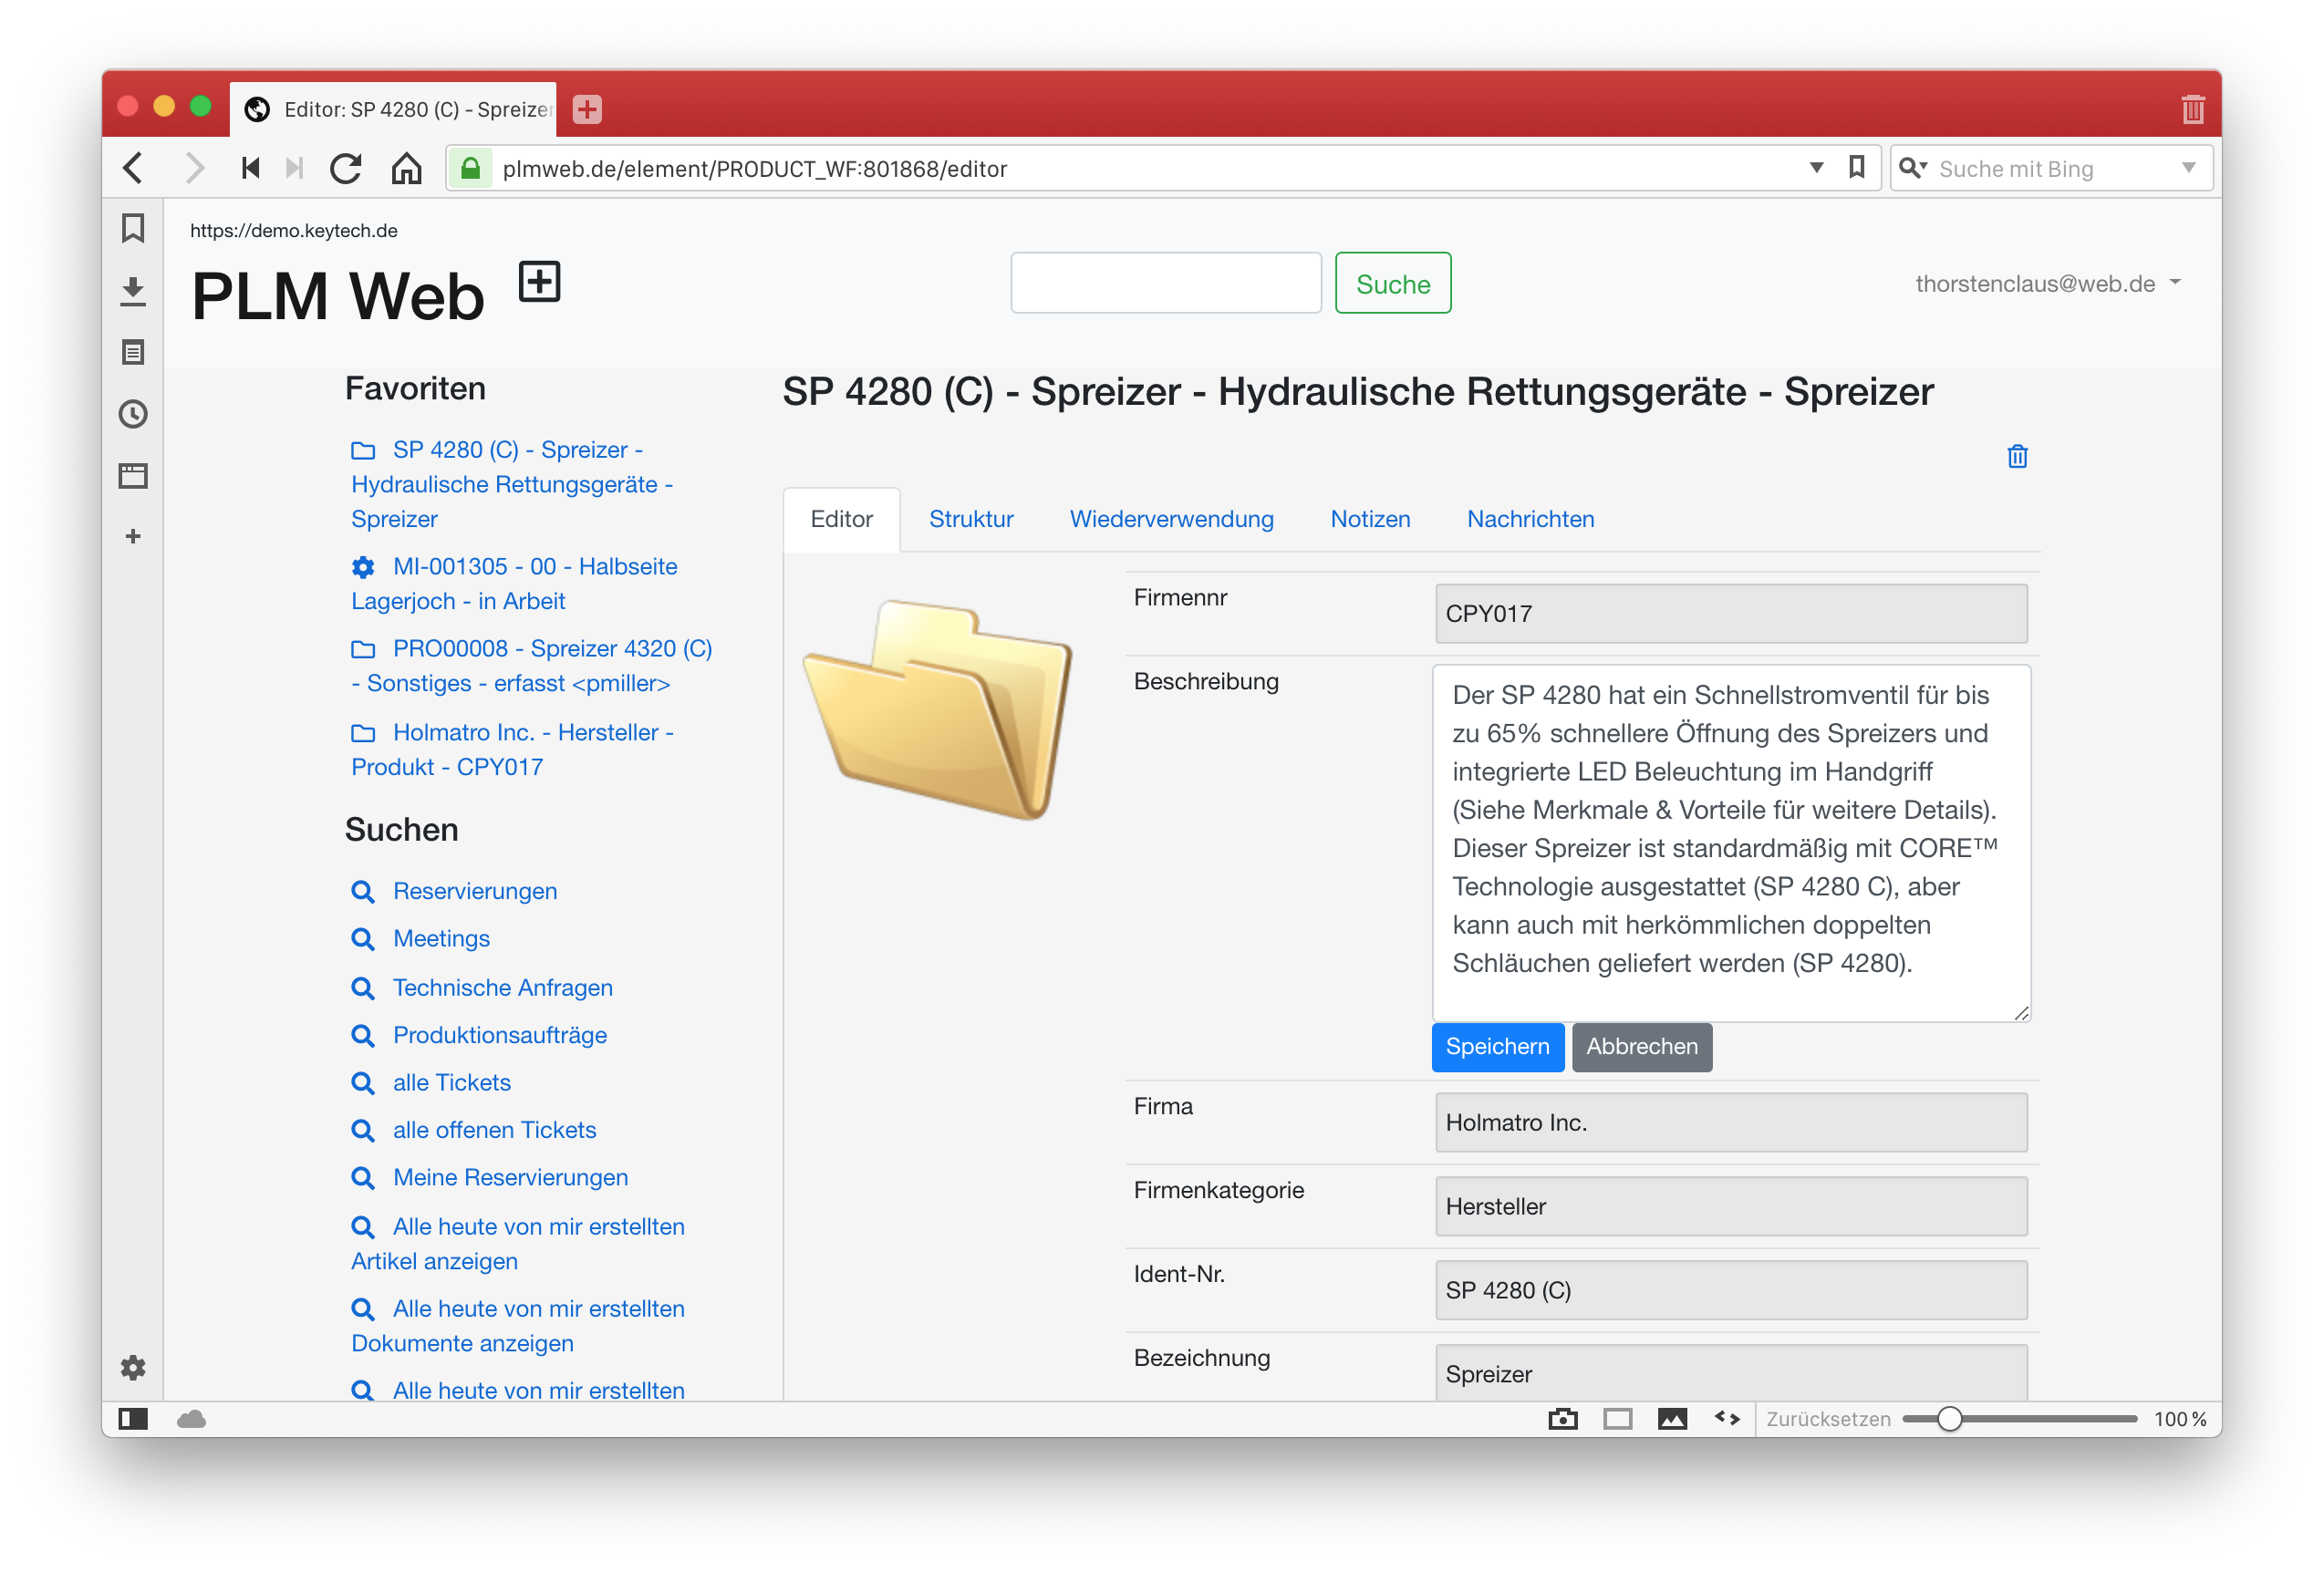 Editor: SP 4280 (C) - Spreizer
plmweb.de/element/PRODUCT_WF:801868/editor
Suche mit Bing
https://demo.keytech.de
PLM Web
Suche
thorstenclaus@web.de
Favoriten
SP 4280 (C) - Spreizer -
Hydraulische Rettungsgeräte -
Spreizer
MI-001305 - 00 - Halbseite
Lagerjoch - in Arbeit
PRO00008 - Spreizer 4320 (C)
- Sonstiges - erfasst <pmiller>
Holmatro Inc. - Hersteller -
Produkt - CPY017
Suchen
Reservierungen
Meetings
Technische Anfragen
Produktionsaufträge
alle Tickets
alle offenen Tickets
Meine Reservierungen
Alle heute von mir erstellten
Artikel anzeigen
Alle heute von mir erstellten
Dokumente anzeigen
Alle heute von mir erstellten
SP 4280 (C) - Spreizer - Hydraulische Rettungsgeräte - Spreizer
Editor
Struktur
Wiederverwendung
Notizen
Nachrichten
Firmennr
CPY017
Beschreibung
Der SP 4280 hat ein Schnellstromventil für bis
zu 65% schnellere Öffnung des Spreizers und
integrierte LED Beleuchtung im Handgriff
(Siehe Merkmale & Vorteile für weitere Details).
Dieser Spreizer ist standardmäßig mit CORE™
Technologie ausgestattet (SP 4280 C), aber
kann auch mit herkömmlichen doppelten
Schläuchen geliefert werden (SP 4280).
Speichern
Abbrechen
Firma
Holmatro Inc.
Firmenkategorie
Hersteller
Ident-Nr.
SP 4280 (C)
Bezeichnung
Spreizer
Zurücksetzen
100 %